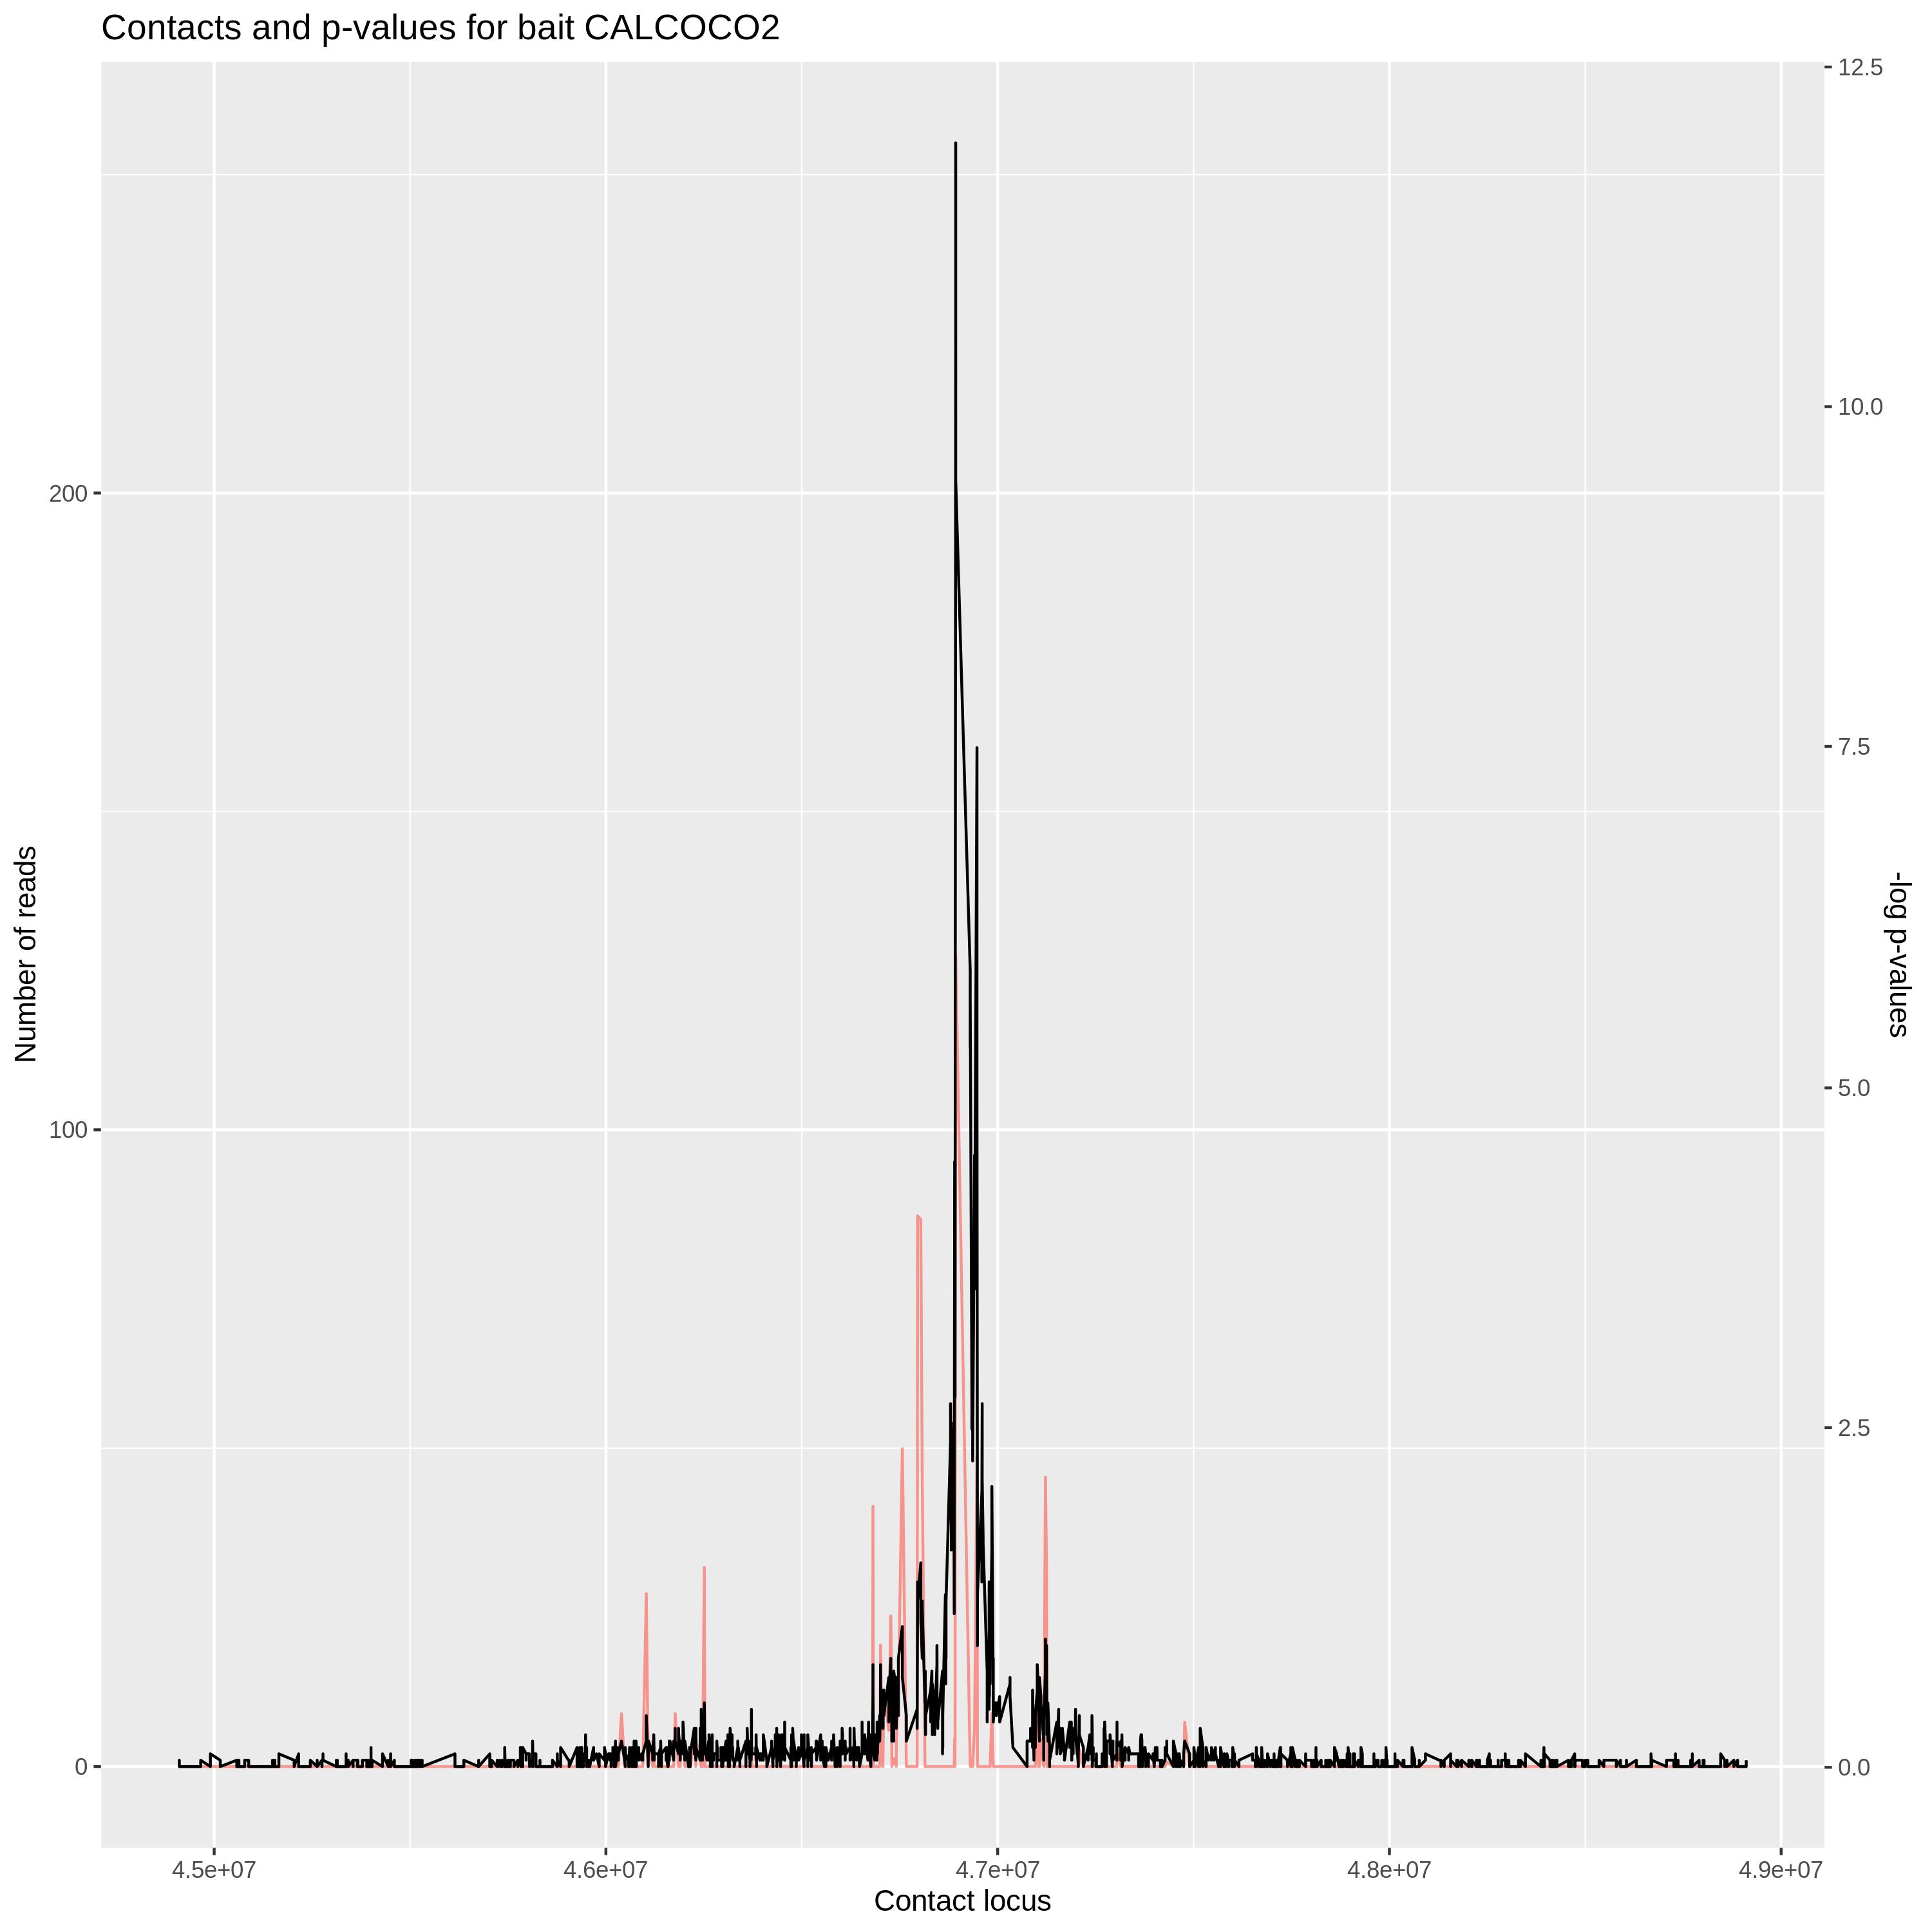 Contacts and p-values for bait CALCOCO2
12.5
10.0
200
7.5
Number of reads
-log p-values
5.0
100
2.5
0
0.0
4.5e+07
4.6e+07
4.7e+07
4.8e+07
4.9e+07
Contact locus